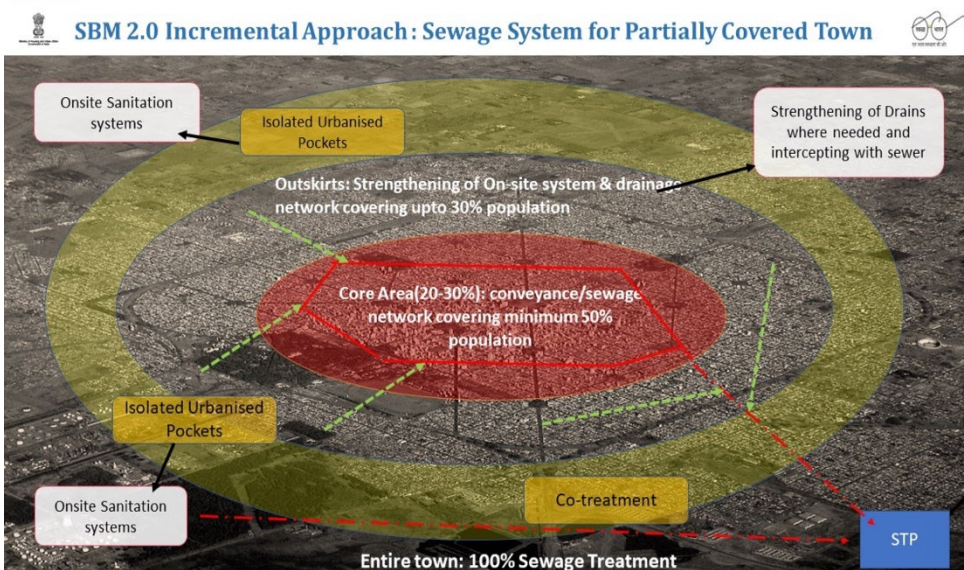 SBM 2.0 Incremental Approach : Sewage System for Partially Covered Town
Onsite Sanitation
systems
Isolated Urbanised
Pockets
Strengthening of Drains
where needed and
intercepting with sewer
Outskirts: Strengthening of On-site system & drainage
network covering upto 30% population
Core Area(20-30%): conveyance/sewage
network covering minimum 50%
population
Isolated Urbanised
Pockets
Onsite Sanitation
systems
Co-treatment
STP
Entire town: 100% Sewage Treatment